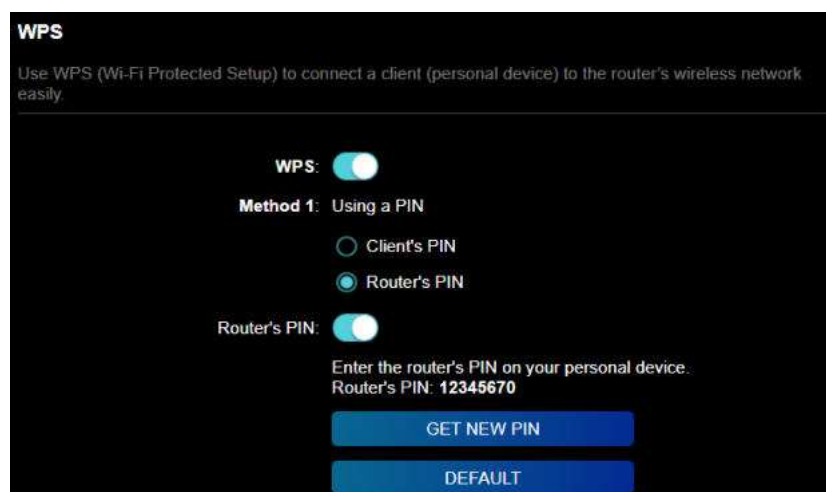 WPS
Use WPS (Wi-Fi Protected Setup) to connect a client (personal device) to the router's wireless network
easily.
WPS:
Method 1: Using a PIN
Client's PIN
Router's PIN
Router's PIN:
Enter the router's PIN on your personal device.
Router's PIN: 12345670
GET NEW PIN
DEFAULT